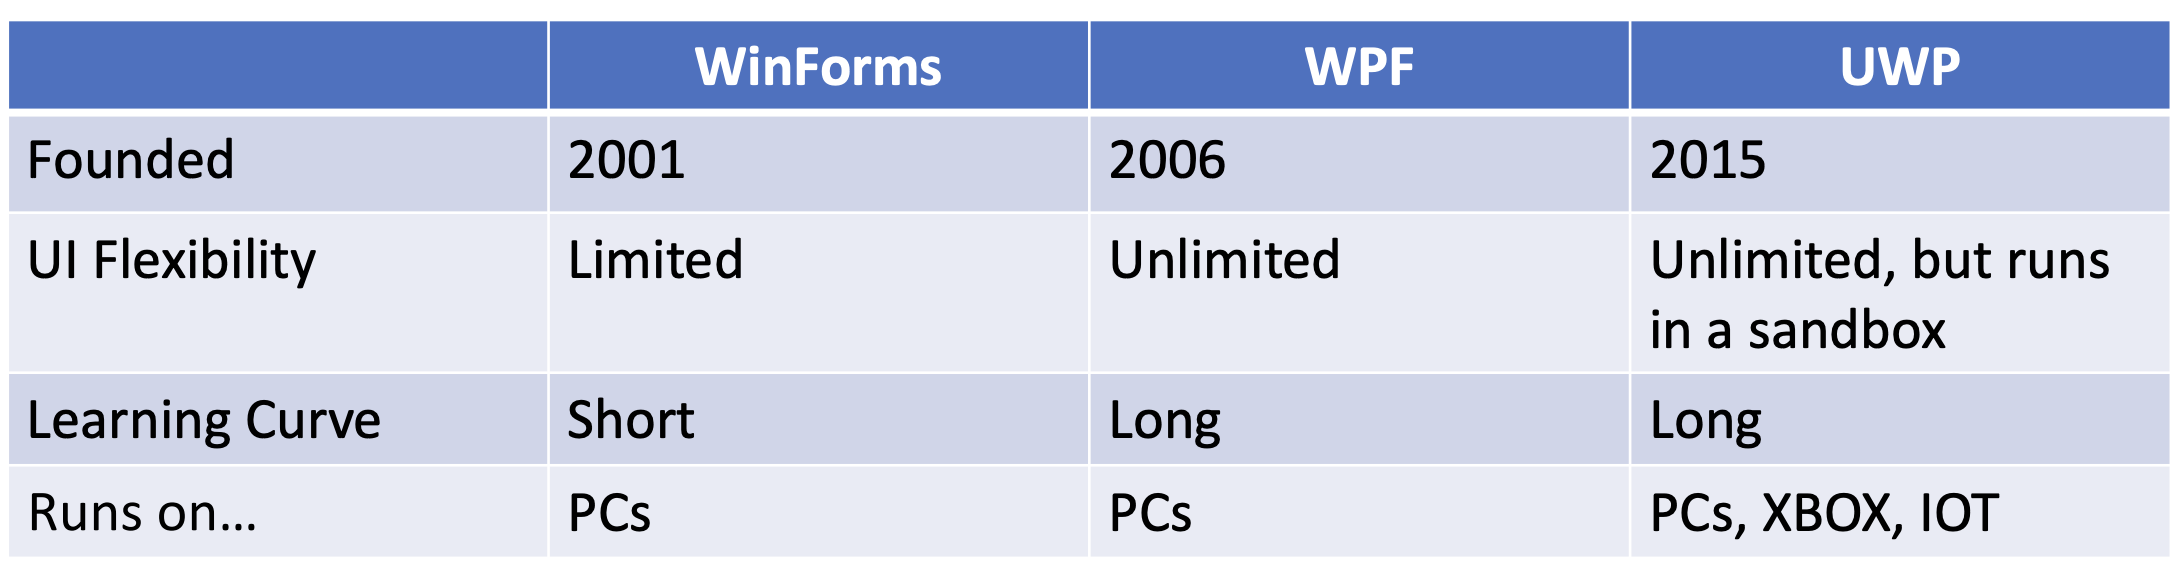 WinForms WPF UWP
Founded 2001 2006 2015
UI Flexibility Limited Unlimited Unlimited, but runs
in a sandbox
Learning Curve Short Long Long
Runs on... PCs PCs PCs, XBOX, IOT